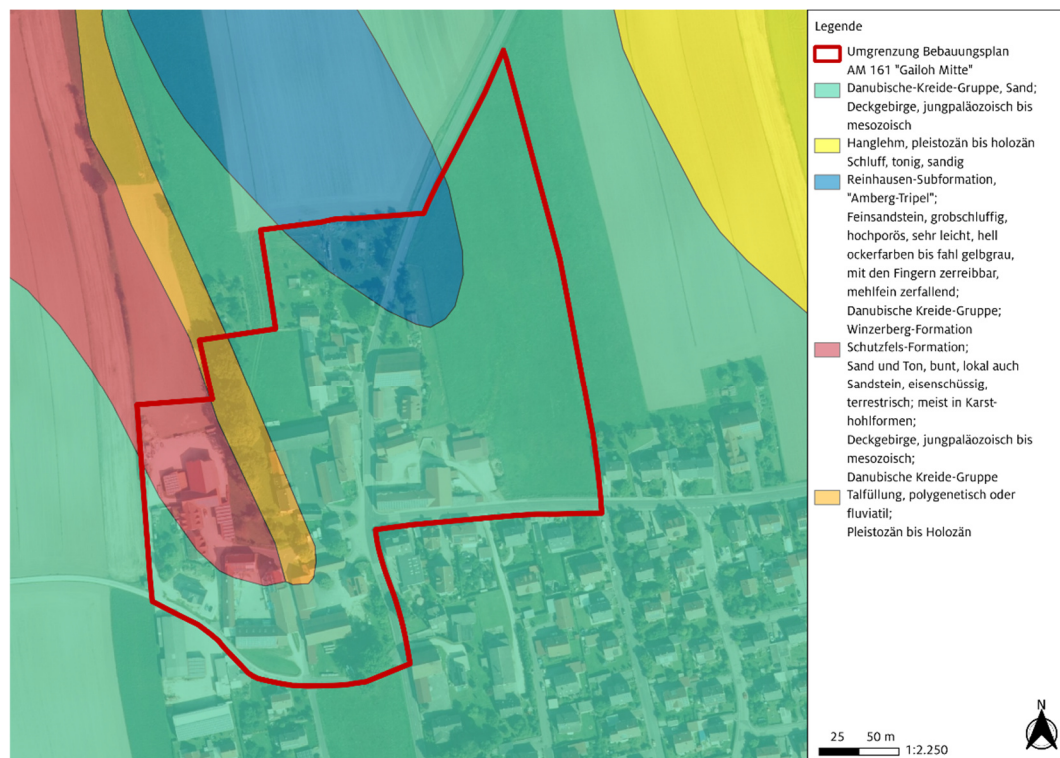 Legende
Umgrenzung Bebauungsplan
AM 161 "Gailoh Mitte"
Danubische-Kreide-Gruppe, Sand;
Deckgebirge, jungpaläozoisch bis
mesozoisch
Hanglehm, pleistozän bis holozän
Schluff, tonig, sandig
Reinhausen-Subformation,
"Amberg-Tripel";
Feinsandstein, grobschluffig,
hochporös, sehr leicht, hell
ockerfarben bis fahl gelbgrau,
mit den Fingern zerreibbar,
mehlfein zerfallend;
Danubische Kreide-Gruppe;
Winzerberg-Formation
Schutzfels-Formation;
Sand und Ton, bunt, lokal auch
Sandstein, eisenschüssig,
terrestrisch; meist in Karst-
hohlformen;
Deckgebirge, jungpaläozoisch bis
mesozoisch;
Danubische Kreide-Gruppe
Talfüllung, polygenetisch oder
fluviatil;
Pleistozän bis Holozän
N
25 50 m
1:2.250